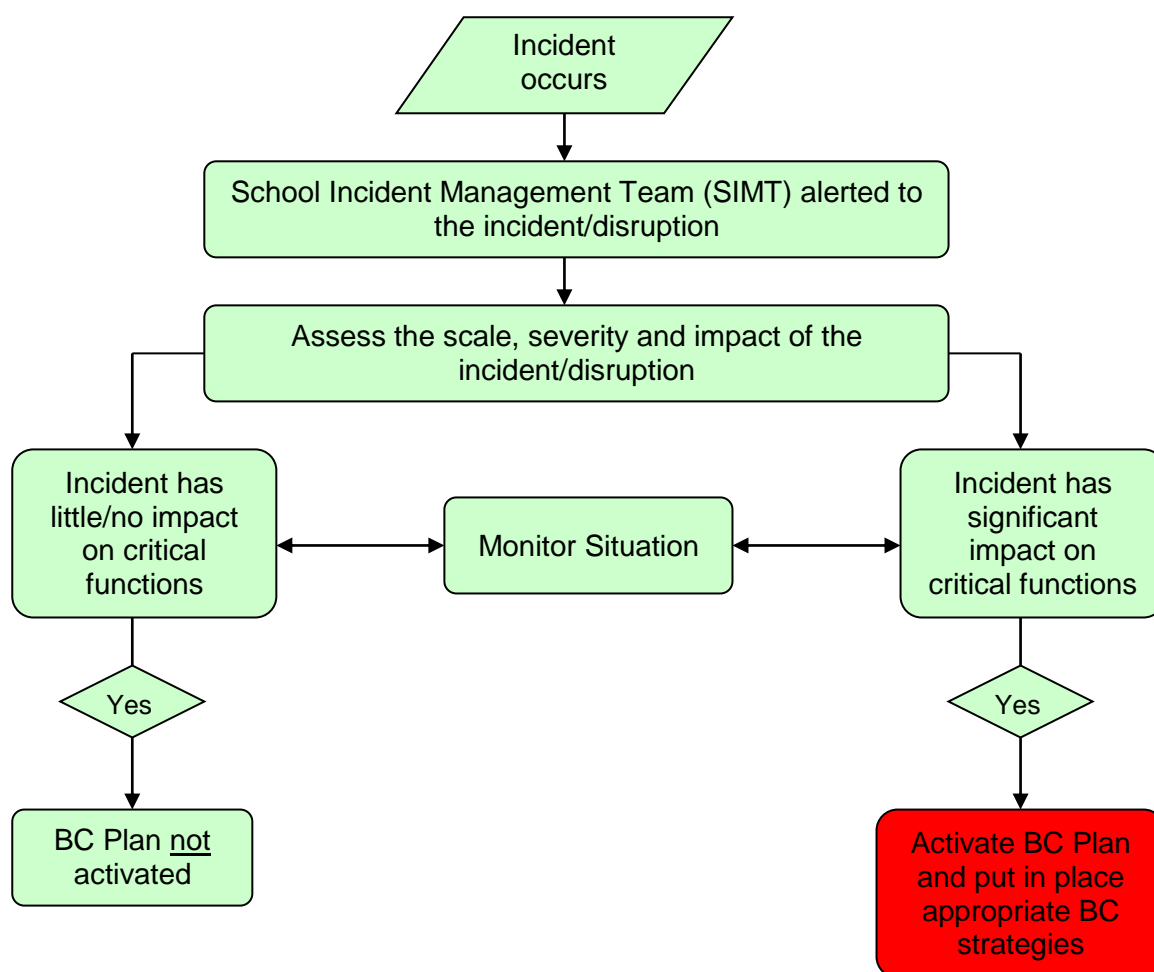 Incident
occurs
School Incident Management Team (SIMT) alerted to
the incident/disruption
Assess the scale, severity and impact of the
incident/disruption
Incident has
little/no impact
on critical
functions
Monitor Situation
Incident has
significant
impact on
critical functions
Yes
Yes
BC Plan not
activated
Activate BC Plan
and put in place
appropriate BC
strategies